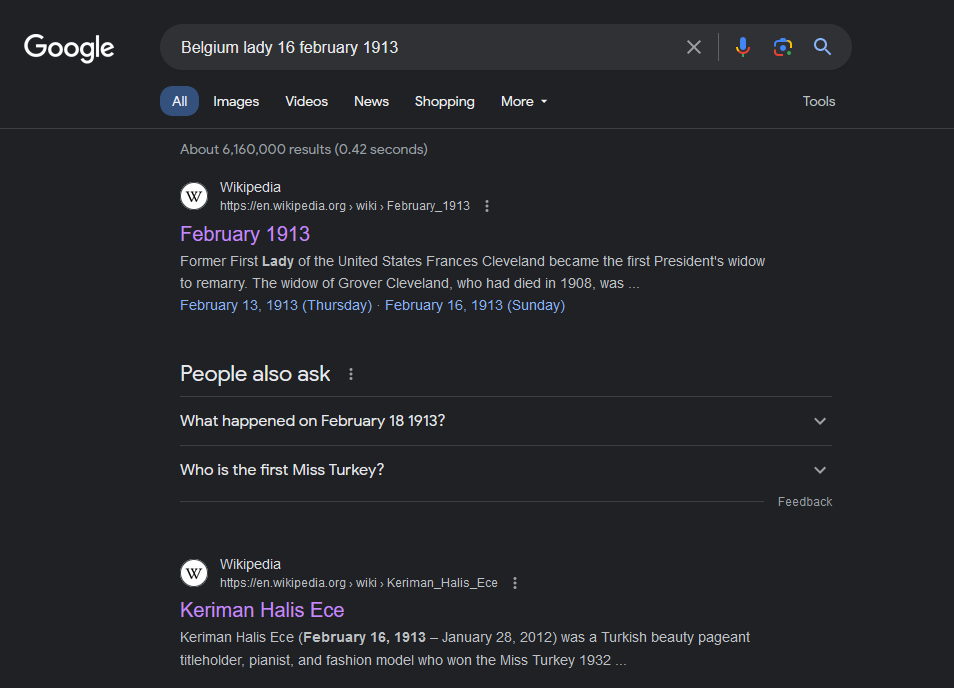 Google
Belgium lady 16 february 1913
All Images Videos News Shopping More Tools
About 6,160,000 results (0.42 seconds)
W
Wikipedia
https://en.wikipedia.org › wiki › February_1913
February 1913
Former First Lady of the United States Frances Cleveland became the first President's widow
to remarry. The widow of Grover Cleveland, who had died in 1908, was ...
February 13, 1913 (Thursday) · February 16, 1913 (Sunday)
People also ask
What happened on February 18 1913?
Who is the first Miss Turkey?
Feedback
W
Wikipedia
https://en.wikipedia.org › wiki › Keriman_Halis_Ece
Keriman Halis Ece
Keriman Halis Ece (February 16, 1913 – January 28, 2012) was a Turkish beauty pageant
titleholder, pianist, and fashion model who won the Miss Turkey 1932 ...